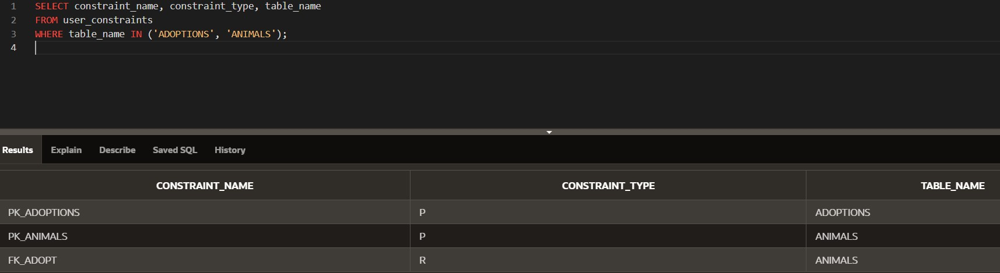 1 SELECT constraint_name, constraint_type, table_name
2 FROM user_constraints
3 WHERE table_name IN ('ADOPTIONS', 'ANIMALS');
4
Results Explain Describe Saved SQL History
CONSTRAINT_NAME CONSTRAINT_TYPE TABLE_NAME
PK_ADOPTIONS P ADOPTIONS
PK_ANIMALS P ANIMALS
FK_ADOPT R ANIMALS